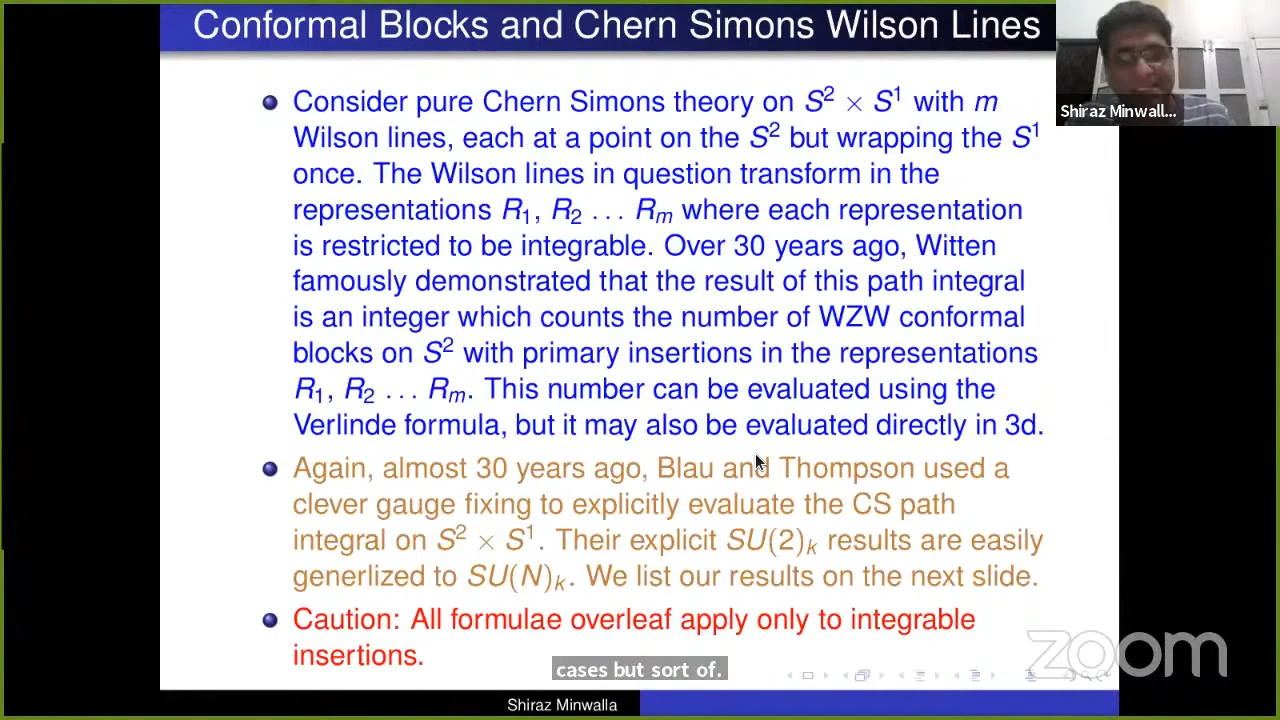 Conformal Blocks and Chern Simons Wilson Lines
Consider pure Chern Simons theory on S² × S¹ with m
Wilson lines, each at a point on the S² but wrapping the S¹
once. The Wilson lines in question transform in the
representations R₁, R₂ … Rₘ where each representation
is restricted to be integrable. Over 30 years ago, Witten
famously demonstrated that the result of this path integral
is an integer which counts the number of WZW conformal
blocks on S² with primary insertions in the representations
R₁, R₂ … Rₘ. This number can be evaluated using the
Verlinde formula, but it may also be evaluated directly in 3d.
Again, almost 30 years ago, Blau and Thompson used a
clever gauge fixing to explicitly evaluate the CS path
integral on S² × S¹. Their explicit SU(2)ₖ results are easily
generlized to SU(N)ₖ. We list our results on the next slide.
Caution: All formulae overleaf apply only to integrable
insertions.
cases but sort of.
Shiraz Minwalla
Shiraz Minwall...
zoom